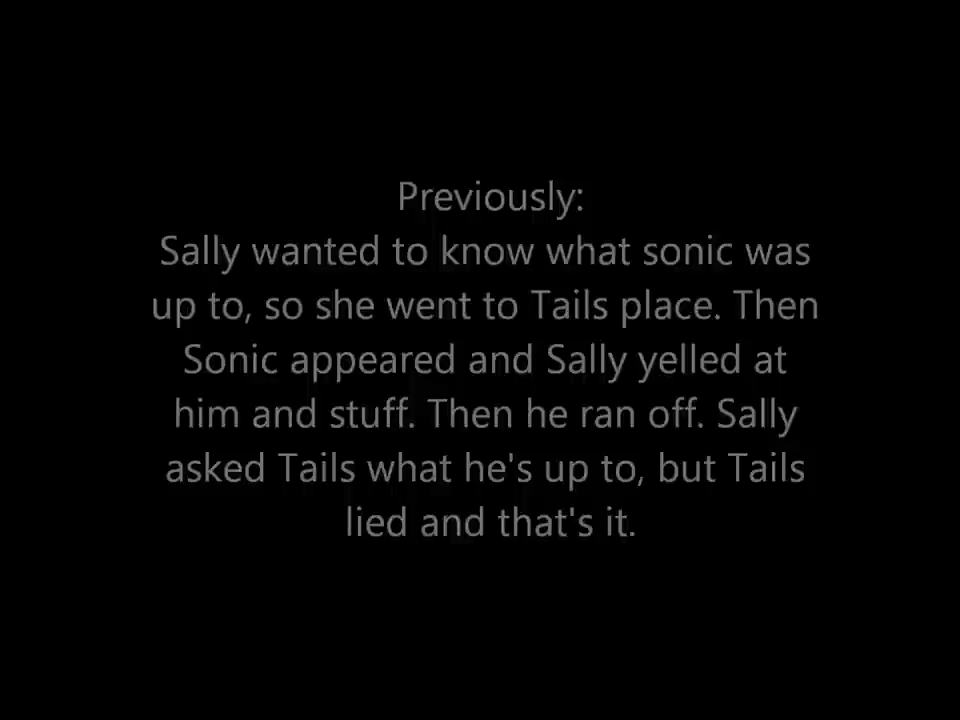 Previously:
Sally wanted to know what sonic was
up to, so she went to Tails place. Then
Sonic appeared and Sally yelled at
him and stuff. Then he ran off. Sally
asked Tails what he's up to, but Tails
lied and that's it.